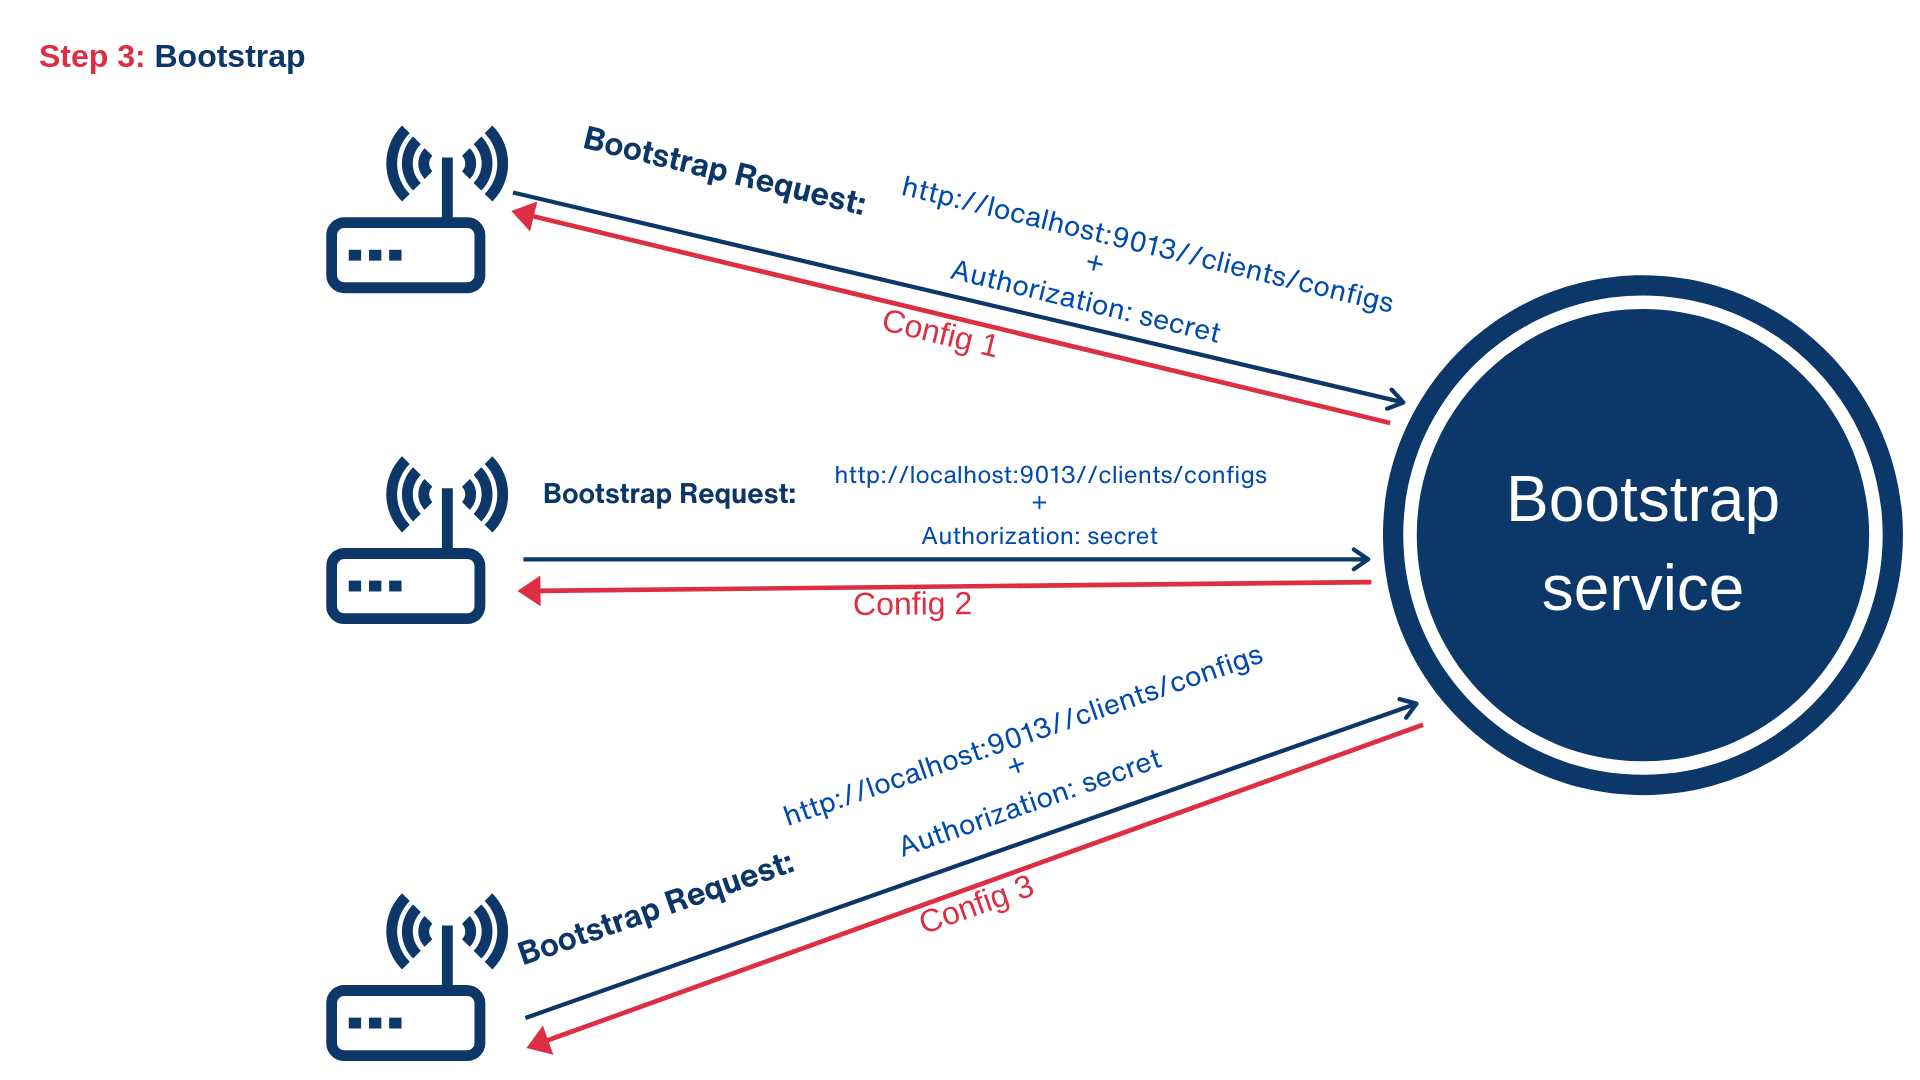 Step 3: Bootstrap
Bootstrap Request:
http://localhost:9013//clients/configs
+
Authorization: secret
Config 1
Bootstrap Request:
http://localhost:9013//clients/configs
+
Authorization: secret
Config 2
Bootstrap
service
http://localhost:9013//clients/configs
+
Authorization: secret
Bootstrap Request:
Config 3